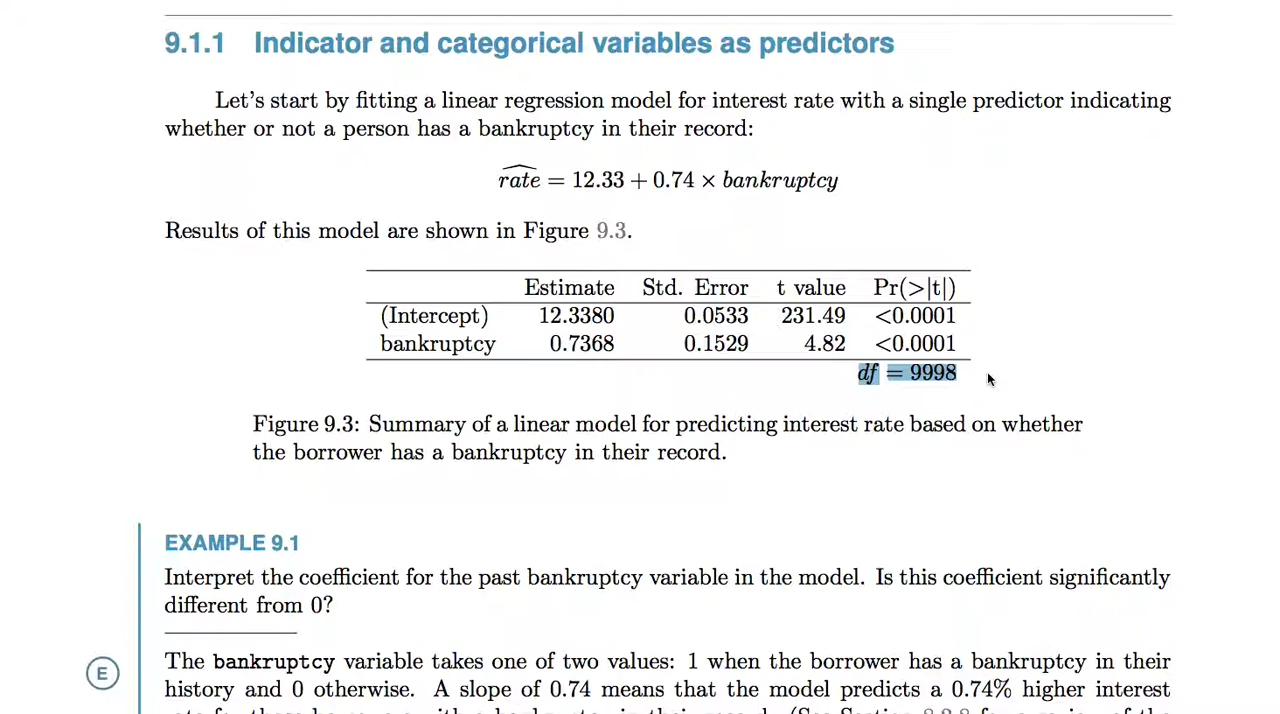 9.1.1 Indicator and categorical variables as predictors
Let's start by fitting a linear regression model for interest rate with a single predictor indicating
whether or not a person has a bankruptcy in their record:
\widehat{rate} = 12.33 + 0.74 × bankruptcy
Results of this model are shown in Figure 9.3.
Estimate Std. Error t value Pr(>|t|)
(Intercept) 12.3380 0.0533 231.49 <0.0001
bankruptcy 0.7368 0.1529 4.82 <0.0001
df = 9998
Figure 9.3: Summary of a linear model for predicting interest rate based on whether
the borrower has a bankruptcy in their record.
EXAMPLE 9.1
Interpret the coefficient for the past bankruptcy variable in the model. Is this coefficient significantly
different from 0?
E
The bankruptcy variable takes one of two values: 1 when the borrower has a bankruptcy in their
history and 0 otherwise. A slope of 0.74 means that the model predicts a 0.74% higher interest